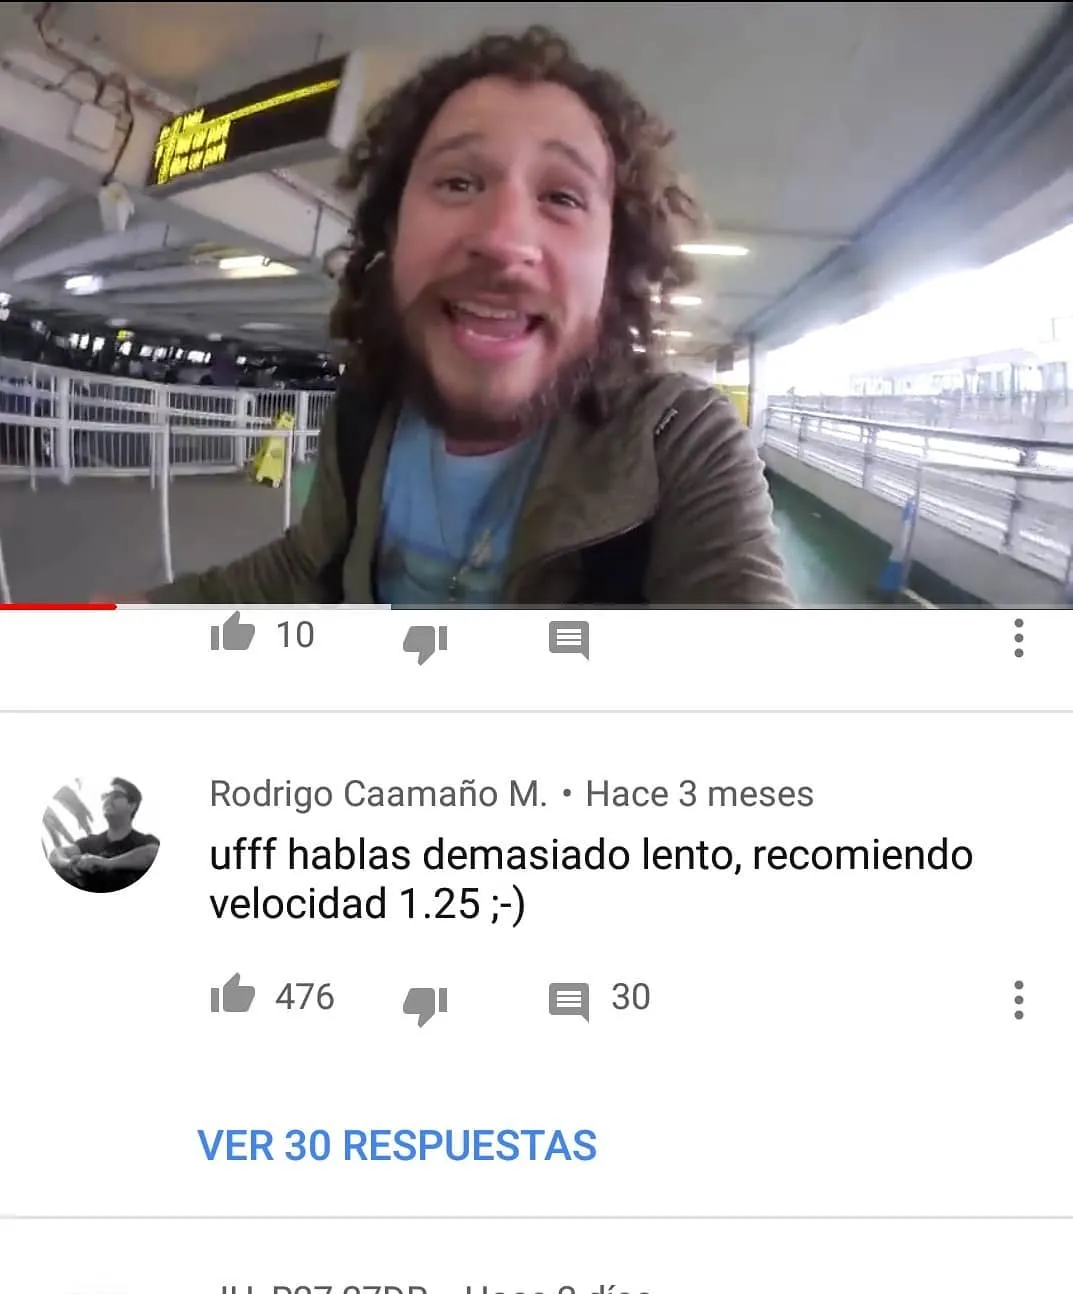 10
Rodrigo Caamaño M. • Hace 3 meses
ufff hablas demasiado lento, recomiendo
velocidad 1.25 ;-)
476
30
VER 30 RESPUESTAS